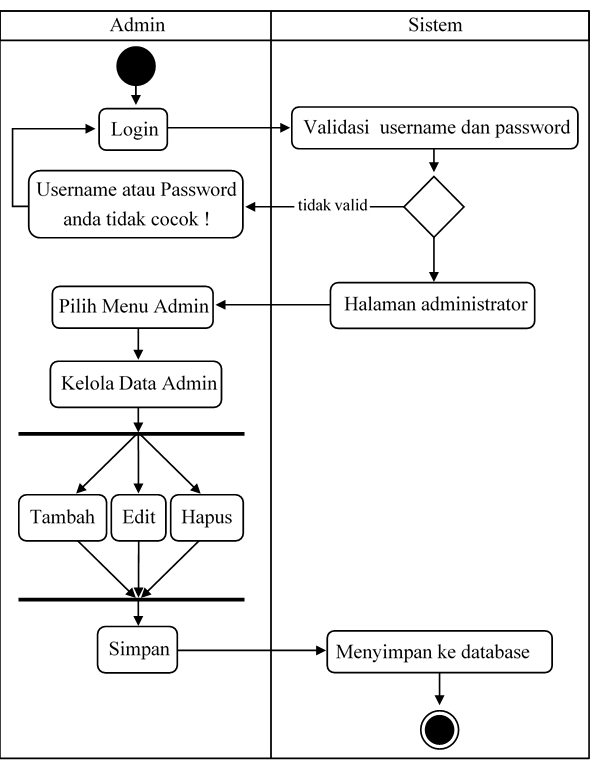 Admin
Sistem
Login
Validasi username dan password
Username atau Password
anda tidak cocok !
tidak valid
Pilih Menu Admin
Halaman administrator
Kelola Data Admin
Tambah
Edit
Hapus
Simpan
Menyimpan ke database